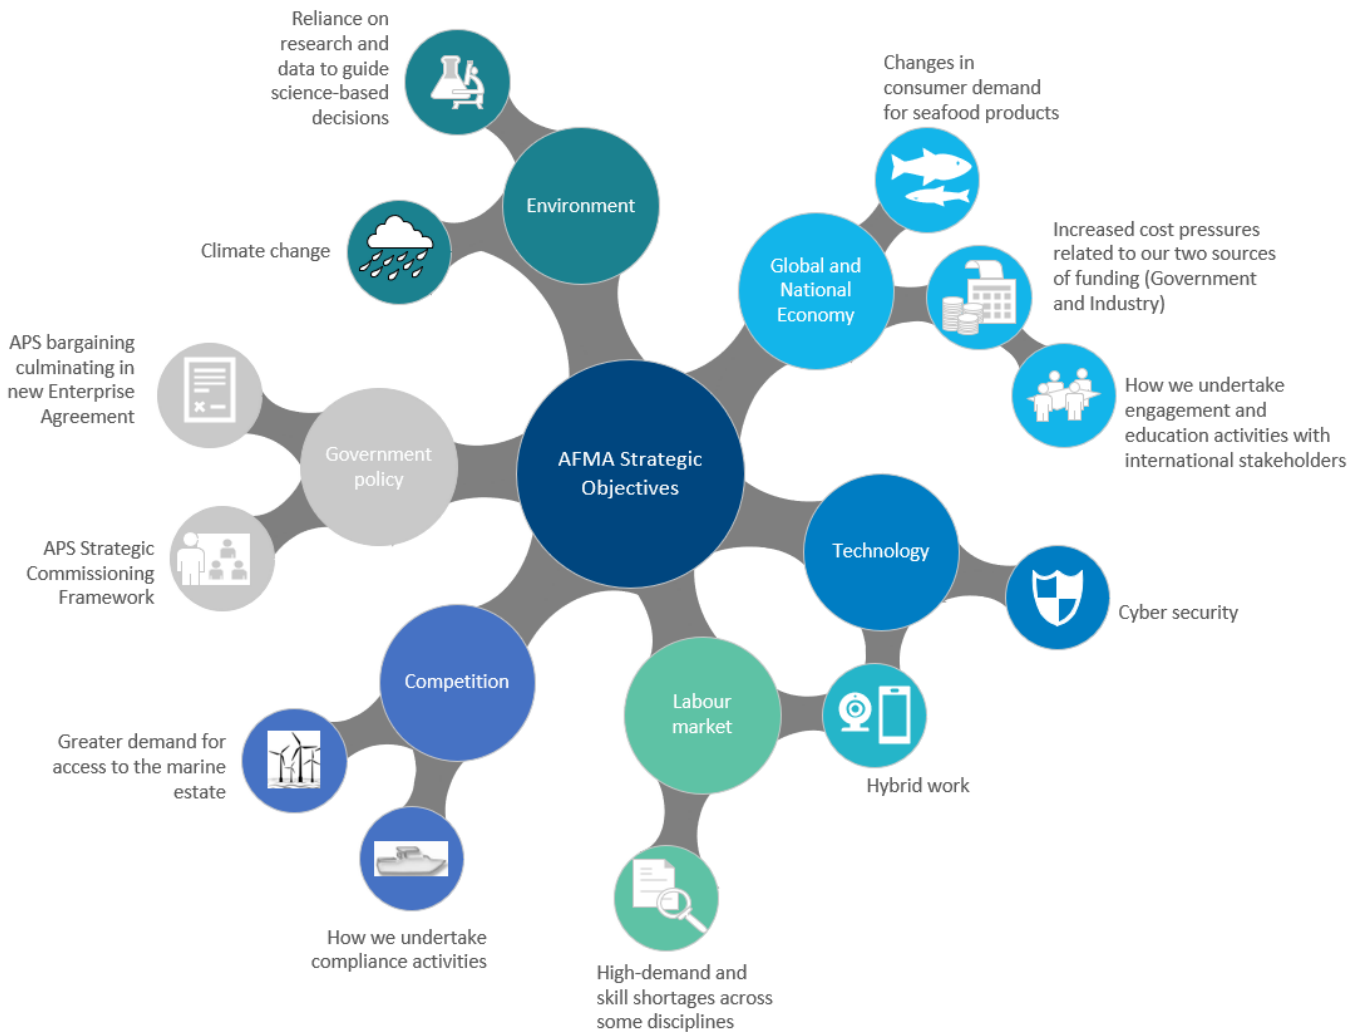 Reliance on
research and
data to guide
science-based
decisions
Environment
Climate change
Changes in
consumer demand
for seafood products
Global and
National
Economy
Increased cost pressures
related to our two sources
of funding (Government
and Industry)
How we undertake
engagement and
education activities with
international stakeholders
APS bargaining
culminating in
new Enterprise
Agreement
Government
policy
APS Strategic
Commissioning
Framework
AFMA Strategic
Objectives
Technology
Cyber security
Hybrid work
Labour
market
High-demand and
skill shortages across
some disciplines
Competition
Greater demand for
access to the marine
estate
How we undertake
compliance activities